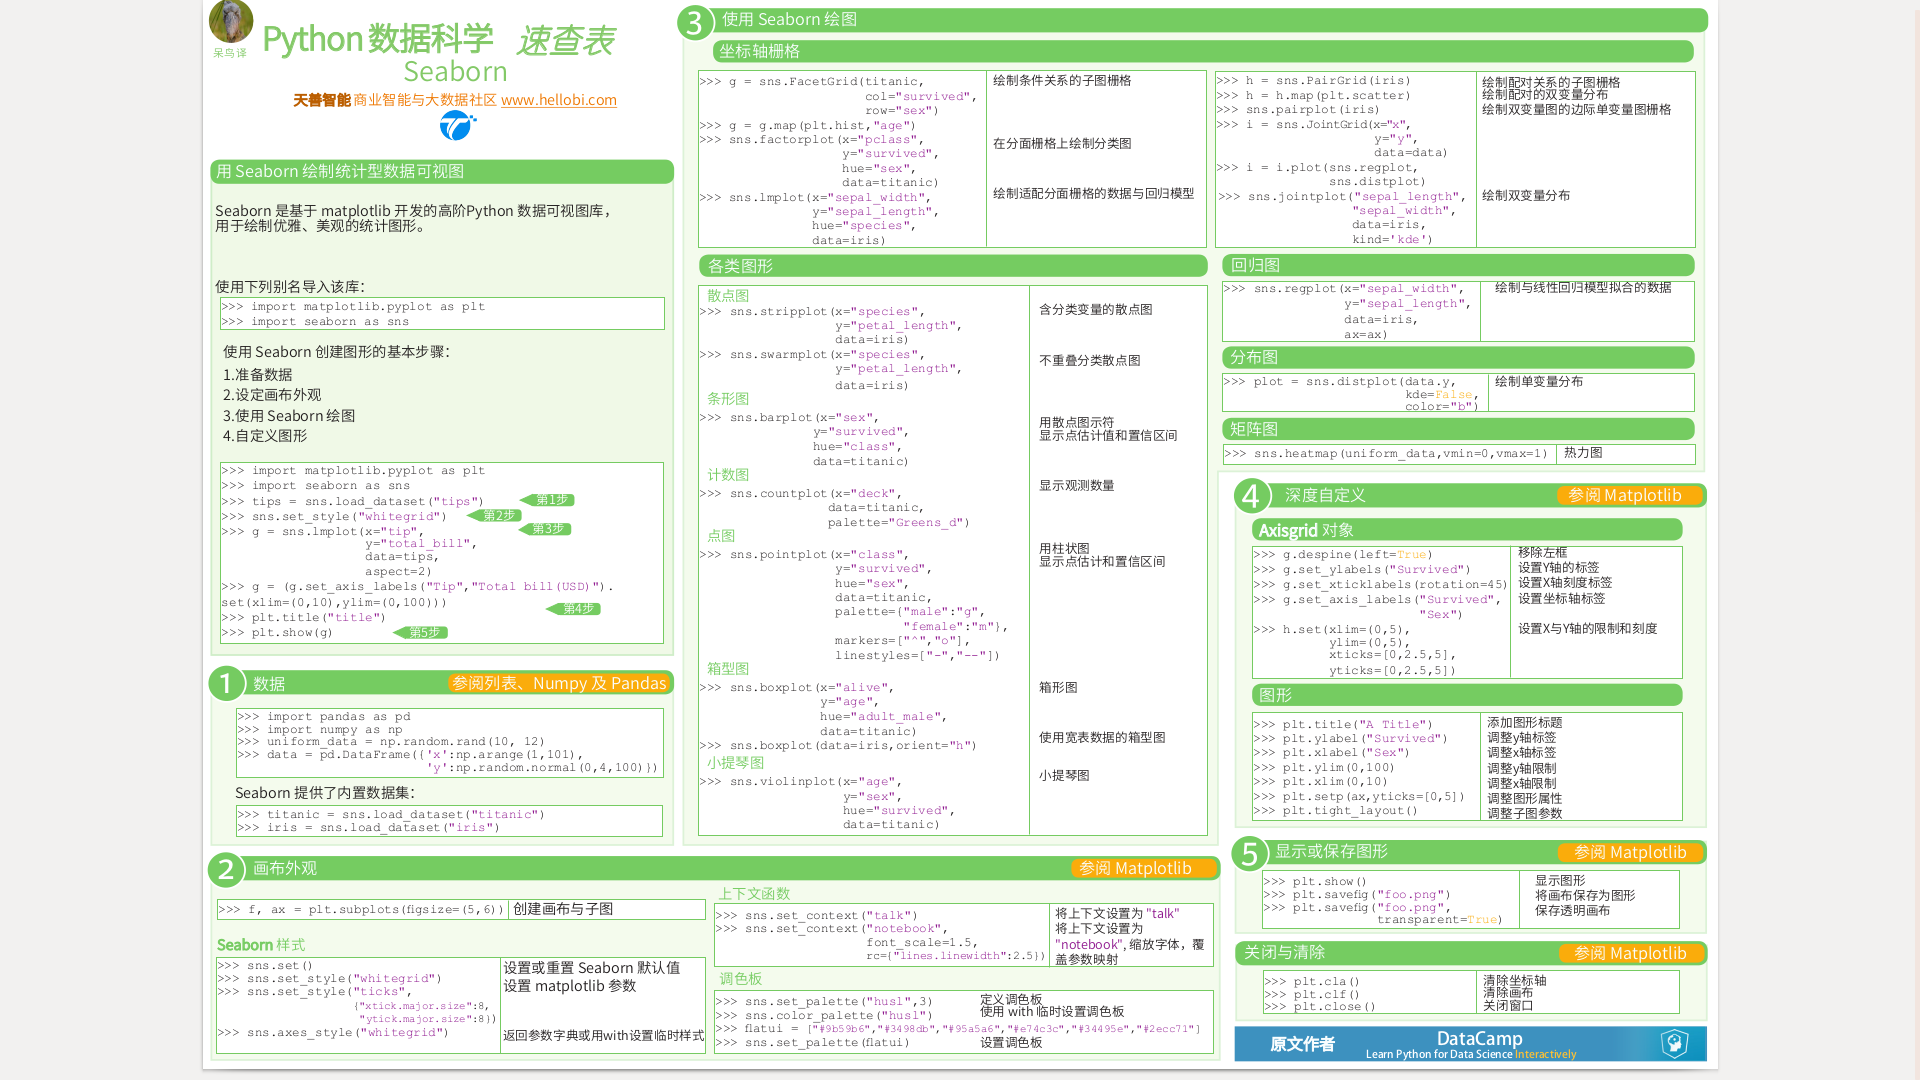 呆鸟译
Python 数据科学 速查表
Seaborn
天善智能 商业智能与大数据社区 www.hellobi.com
用 Seaborn 绘制统计型数据可视图
Seaborn 是基于 matplotlib 开发的高阶Python 数据可视图库，
用于绘制优雅、美观的统计图形。
使用下列别名导入该库：
>>> import matplotlib.pyplot as plt
>>> import seaborn as sns
使用 Seaborn 创建图形的基本步骤：
1.准备数据
2.设定画布外观
3.使用 Seaborn 绘图
4.自定义图形
>>> import matplotlib.pyplot as plt
>>> import seaborn as sns
>>> tips = sns.load_dataset("tips") 第1步
>>> sns.set_style("whitegrid") 第2步
>>> g = sns.lmplot(x="tip", 第3步
y="total_bill",
data=tips,
aspect=2)
>>> g = (g.set_axis_labels("Tip","Total bill(USD)").
set(xlim=(0,10),ylim=(0,100))) 第4步
>>> plt.title("title")
>>> plt.show(g) 第5步
1 数据 参阅列表、Numpy 及 Pandas
>>> import pandas as pd
>>> import numpy as np
>>> uniform_data = np.random.rand(10, 12)
>>> data = pd.DataFrame({'x':np.arange(1,101),
'y':np.random.normal(0,4,100)})
Seaborn 提供了内置数据集：
>>> titanic = sns.load_dataset("titanic")
>>> iris = sns.load_dataset("iris")
2 画布外观 参阅 Matplotlib
>>> f, ax = plt.subplots(figsize=(5,6)) 创建画布与子图
Seaborn 样式
>>> sns.set() 设置或重置 Seaborn 默认值
>>> sns.set_style("whitegrid") 设置 matplotlib 参数
>>> sns.set_style("ticks",
{"xtick.major.size":8,
"ytick.major.size":8})
>>> sns.axes_style("whitegrid") 返回参数字典或用with设置临时样式
上下文函数
>>> sns.set_context("talk") 将上下文设置为 "talk"
>>> sns.set_context("notebook", 将上下文设置为
font_scale=1.5, "notebook", 缩放字体，覆
rc={"lines.linewidth":2.5}) 盖参数映射
调色板
>>> sns.set_palette("husl",3) 定义调色板
>>> sns.color_palette("husl") 使用 with 临时设置调色板
>>> flatui = ["#9b59b6","#3498db","#95a5a6","#e74c3c","#34495e","#2ecc71"]
>>> sns.set_palette(flatui) 设置调色板
3 使用 Seaborn 绘图
坐标轴栅格
>>> g = sns.FacetGrid(titanic, 绘制条件关系的子图栅格
col="survived",
row="sex")
>>> g = g.map(plt.hist,"age")
>>> sns.factorplot(x="pclass", 在分面栅格上绘制分类图
y="survived",
hue="sex",
data=titanic)
>>> sns.lmplot(x="sepal_width", 绘制适配分面栅格的数据与回归模型
y="sepal_length",
hue="species",
data=iris)
>>> h = sns.PairGrid(iris) 绘制配对关系的子图栅格
>>> h = h.map(plt.scatter) 绘制配对的双变量分布
>>> sns.pairplot(iris) 绘制双变量图的边际单变量图栅格
>>> i = sns.JointGrid(x="x",
y="y",
data=data)
>>> i = i.plot(sns.regplot,
sns.distplot)
>>> sns.jointplot("sepal_length", 绘制双变量分布
"sepal_width",
data=iris,
kind='kde')
各类图形
散点图
>>> sns.stripplot(x="species", 含分类变量的散点图
y="petal_length",
data=iris)
>>> sns.swarmplot(x="species", 不重叠分类散点图
y="petal_length",
data=iris)
条形图
>>> sns.barplot(x="sex", 用散点图示符
y="survived", 显示点估计值和置信区间
hue="class",
data=titanic)
计数图
>>> sns.countplot(x="deck", 显示观测数量
data=titanic,
palette="Greens_d")
点图
>>> sns.pointplot(x="class", 用柱状图
y="survived", 显示点估计和置信区间
hue="sex",
data=titanic,
palette={"male":"g",
"female":"m"},
markers=["^","o"],
linestyles=["-","--"])
箱型图
>>> sns.boxplot(x="alive", 箱形图
y="age",
hue="adult_male",
data=titanic)
>>> sns.boxplot(data=iris,orient="h") 使用宽表数据的箱型图
小提琴图
>>> sns.violinplot(x="age", 小提琴图
y="sex",
hue="survived",
data=titanic)
回归图
>>> sns.regplot(x="sepal_width", 绘制与线性回归模型拟合的数据
y="sepal_length",
data=iris,
ax=ax)
分布图
>>> plot = sns.distplot(data.y, 绘制单变量分布
kde=False,
color="b")
矩阵图
>>> sns.heatmap(uniform_data,vmin=0,vmax=1) 热力图
4 深度自定义 参阅 Matplotlib
Axisgrid 对象
>>> g.despine(left=True) 移除左框
>>> g.set_ylabels("Survived") 设置Y轴的标签
>>> g.set_xticklabels(rotation=45) 设置X轴刻度标签
>>> g.set_axis_labels("Survived", 设置坐标轴标签
"Sex")
>>> h.set(xlim=(0,5), 设置X与Y轴的限制和刻度
ylim=(0,5),
xticks=[0,2.5,5],
yticks=[0,2.5,5])
图形
>>> plt.title("A Title") 添加图形标题
>>> plt.ylabel("Survived") 调整y轴标签
>>> plt.xlabel("Sex") 调整x轴标签
>>> plt.ylim(0,100) 调整y轴限制
>>> plt.xlim(0,10) 调整x轴限制
>>> plt.setp(ax,yticks=[0,5]) 调整图形属性
>>> plt.tight_layout() 调整子图参数
5 显示或保存图形 参阅 Matplotlib
>>> plt.show() 显示图形
>>> plt.savefig("foo.png") 将画布保存为图形
>>> plt.savefig("foo.png", 保存透明画布
transparent=True)
关闭与清除 参阅 Matplotlib
>>> plt.cla() 清除坐标轴
>>> plt.clf() 清除画布
>>> plt.close() 关闭窗口
原文作者 DataCamp
Learn Python for Data Science Interactively